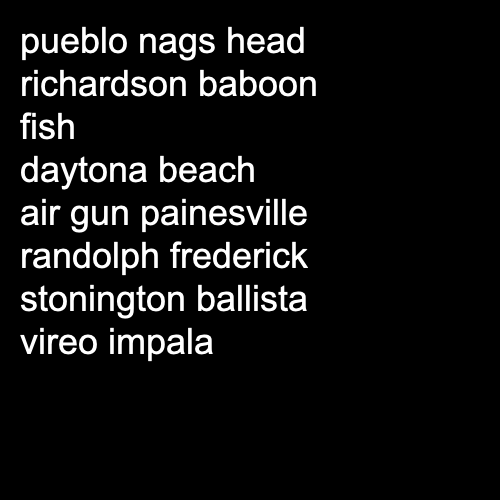 pueblo nags head
richardson baboon
fish
daytona beach
air gun painesville
randolph frederick
stonington ballista
vireo impala